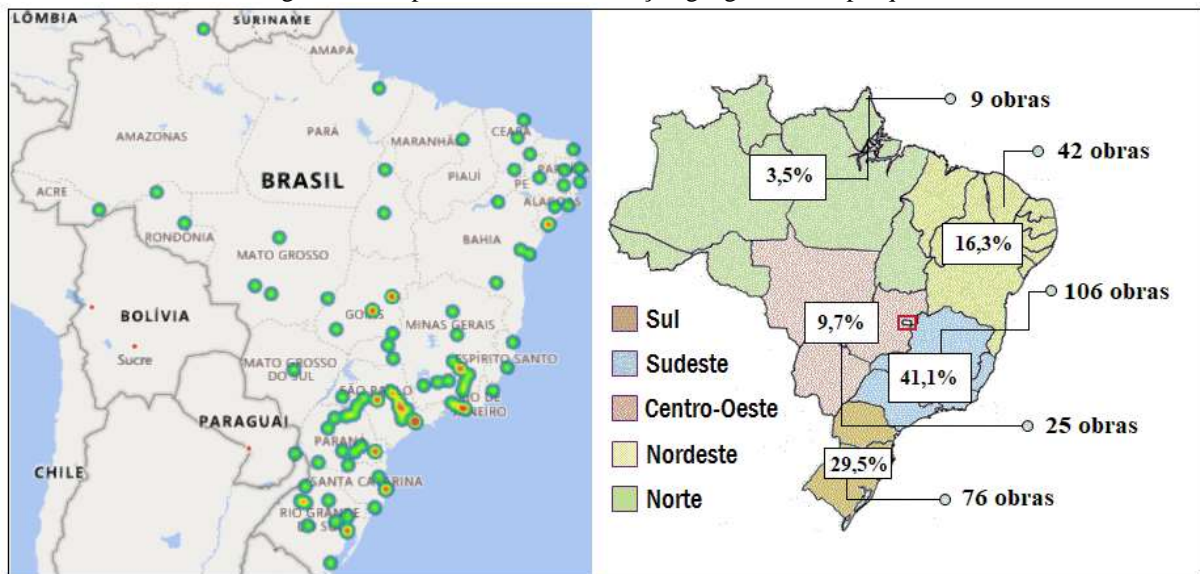 LÔMBIA
SURINAME
AMAPÁ
AMAZONAS
PARÁ
MARANHÃO
CEARÁ
BRASIL
PIAUÍ
PE
ACRE
ALAGOAS
RONDÔNIA
MATO GROSSO
BAHIA
BOLÍVIA
GOIÁS
MINAS GERAIS
Sucre
MATO GROSSO
DO SUL
ESPÍRITO SANTO
SÃO PAULO
RIO DE
JANEIRO
PARAGUAI
PARANÁ
CHILE
SANTA CATARINA
RIO GRANDE
DO SUL
9 obras
42 obras
3,5%
16,3%
106 obras
Sul
9,7%
Sudeste
41,1%
Centro-Oeste
25 obras
Nordeste
29,5%
Norte
76 obras